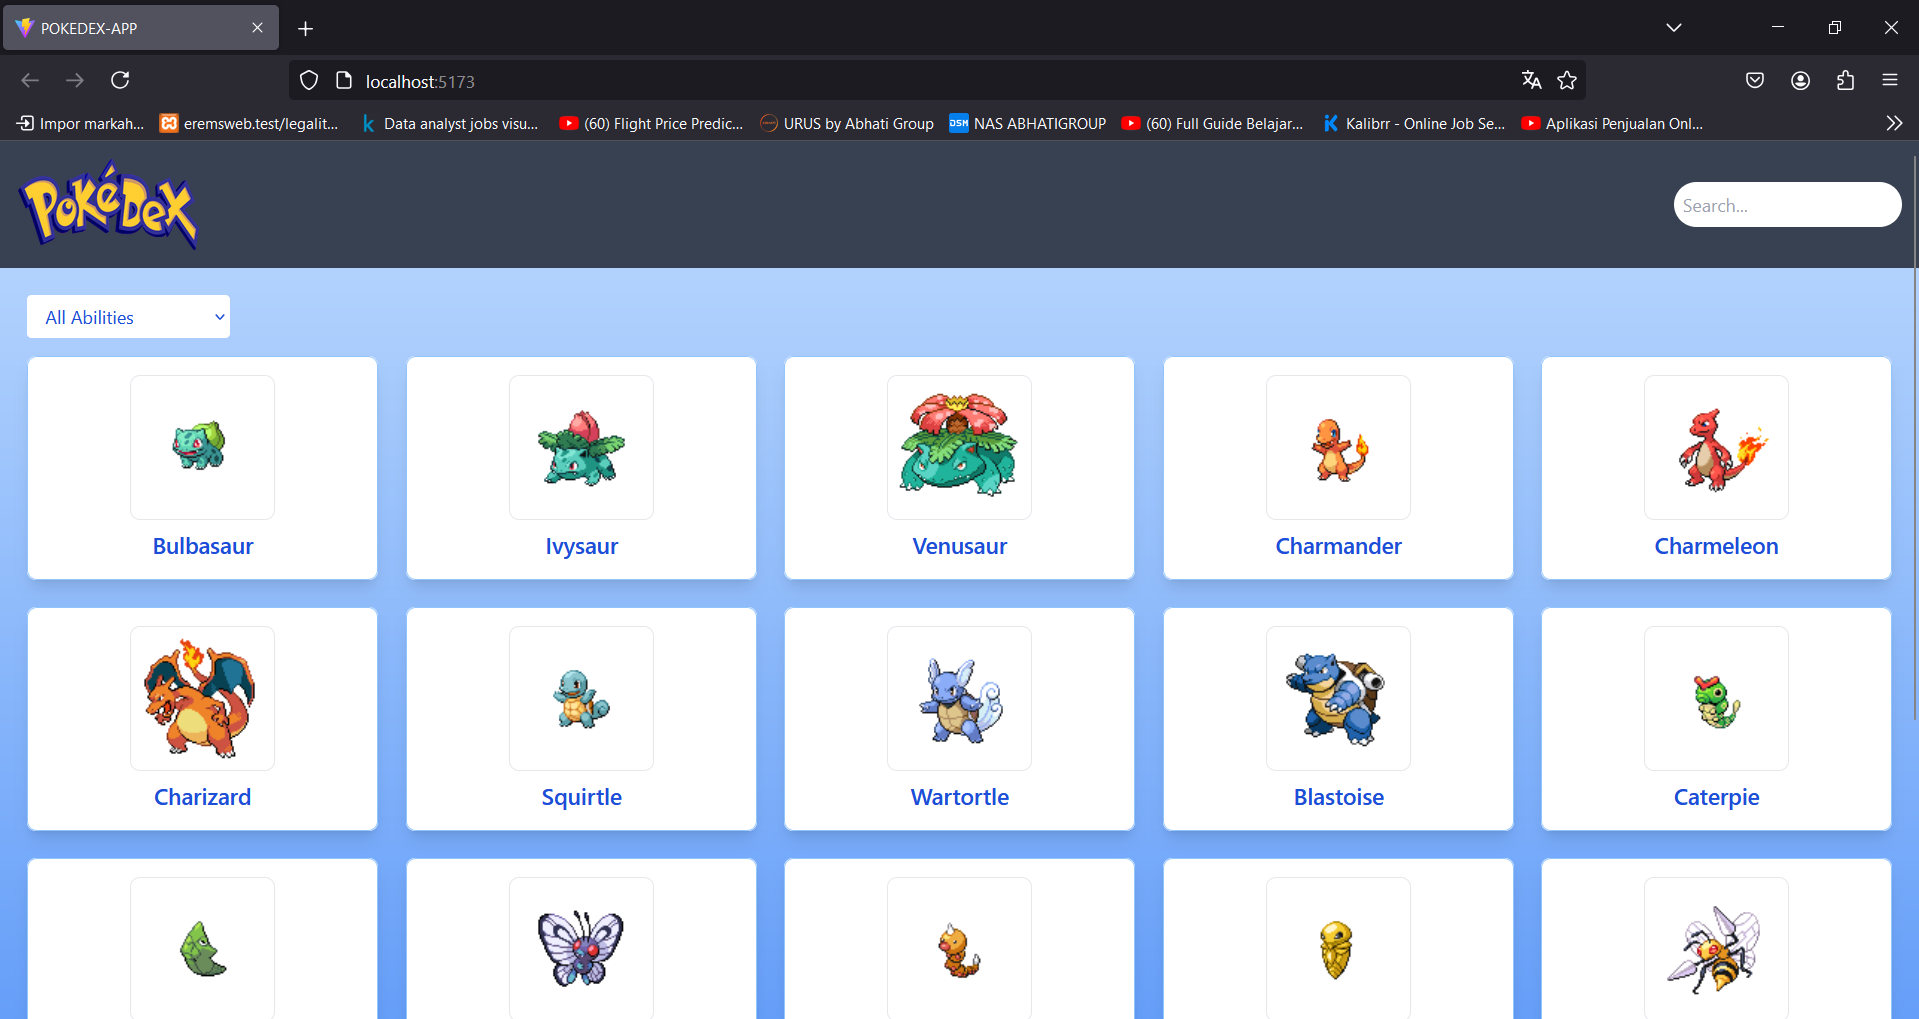 POKEDEX-APP
localhost:5173
Impor markah...
eremsweb.test/legalit...
k Data analyst jobs visu...
(60) Flight Price Predic...
URUS by Abhati Group
DSM NAS ABHATIGROUP
(60) Full Guide Belajar...
K Kalibrr - Online Job Se...
Aplikasi Penjualan Onl...
PokéDex
Search...
All Abilities
Bulbasaur
Ivysaur
Venusaur
Charmander
Charmeleon
Charizard
Squirtle
Wartortle
Blastoise
Caterpie